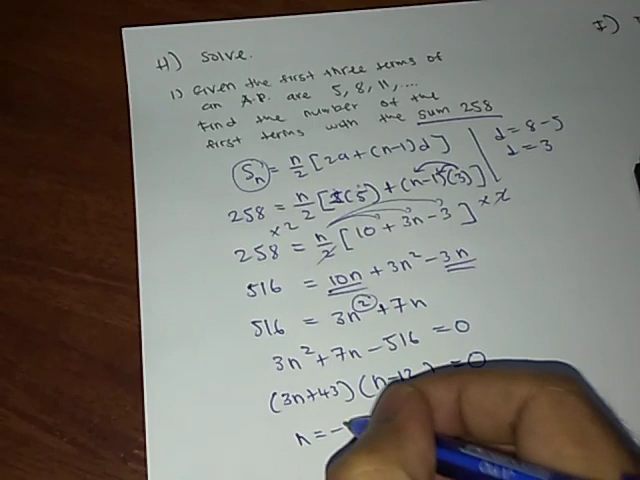 H) Solve.
I)
1) Given the first three terms of
an A.P. are 5, 8, 11, ....
Find the number of the
first terms with the sum 258
Sn = n/2 [2a + (n-1)d]
d = 8 - 5
d = 3
258 = n/2 [2(5) + (n-1)(3)]
×2 ×2
258 = n/2 [10 + 3n - 3]
516 = 10n + 3n² - 3n
516 = 3n² + 7n
3n² + 7n - 516 = 0
(3n+43)(n-12) = 0
n = -